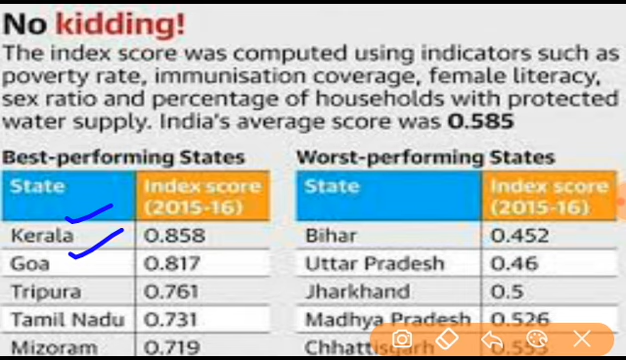 No kidding!
The index score was computed using indicators such as
poverty rate, immunisation coverage, female literacy,
sex ratio and percentage of households with protected
water supply. India's average score was 0.585
Best-performing States
State Index score
(2015-16)
Kerala 0.858
Goa 0.817
Tripura 0.761
Tamil Nadu 0.731
Mizoram 0.719
Worst-performing States
State Index score
(2015-16)
Bihar 0.452
Uttar Pradesh 0.46
Jharkhand 0.5
Madhya Pradesh 0.526
Chhattisgarh